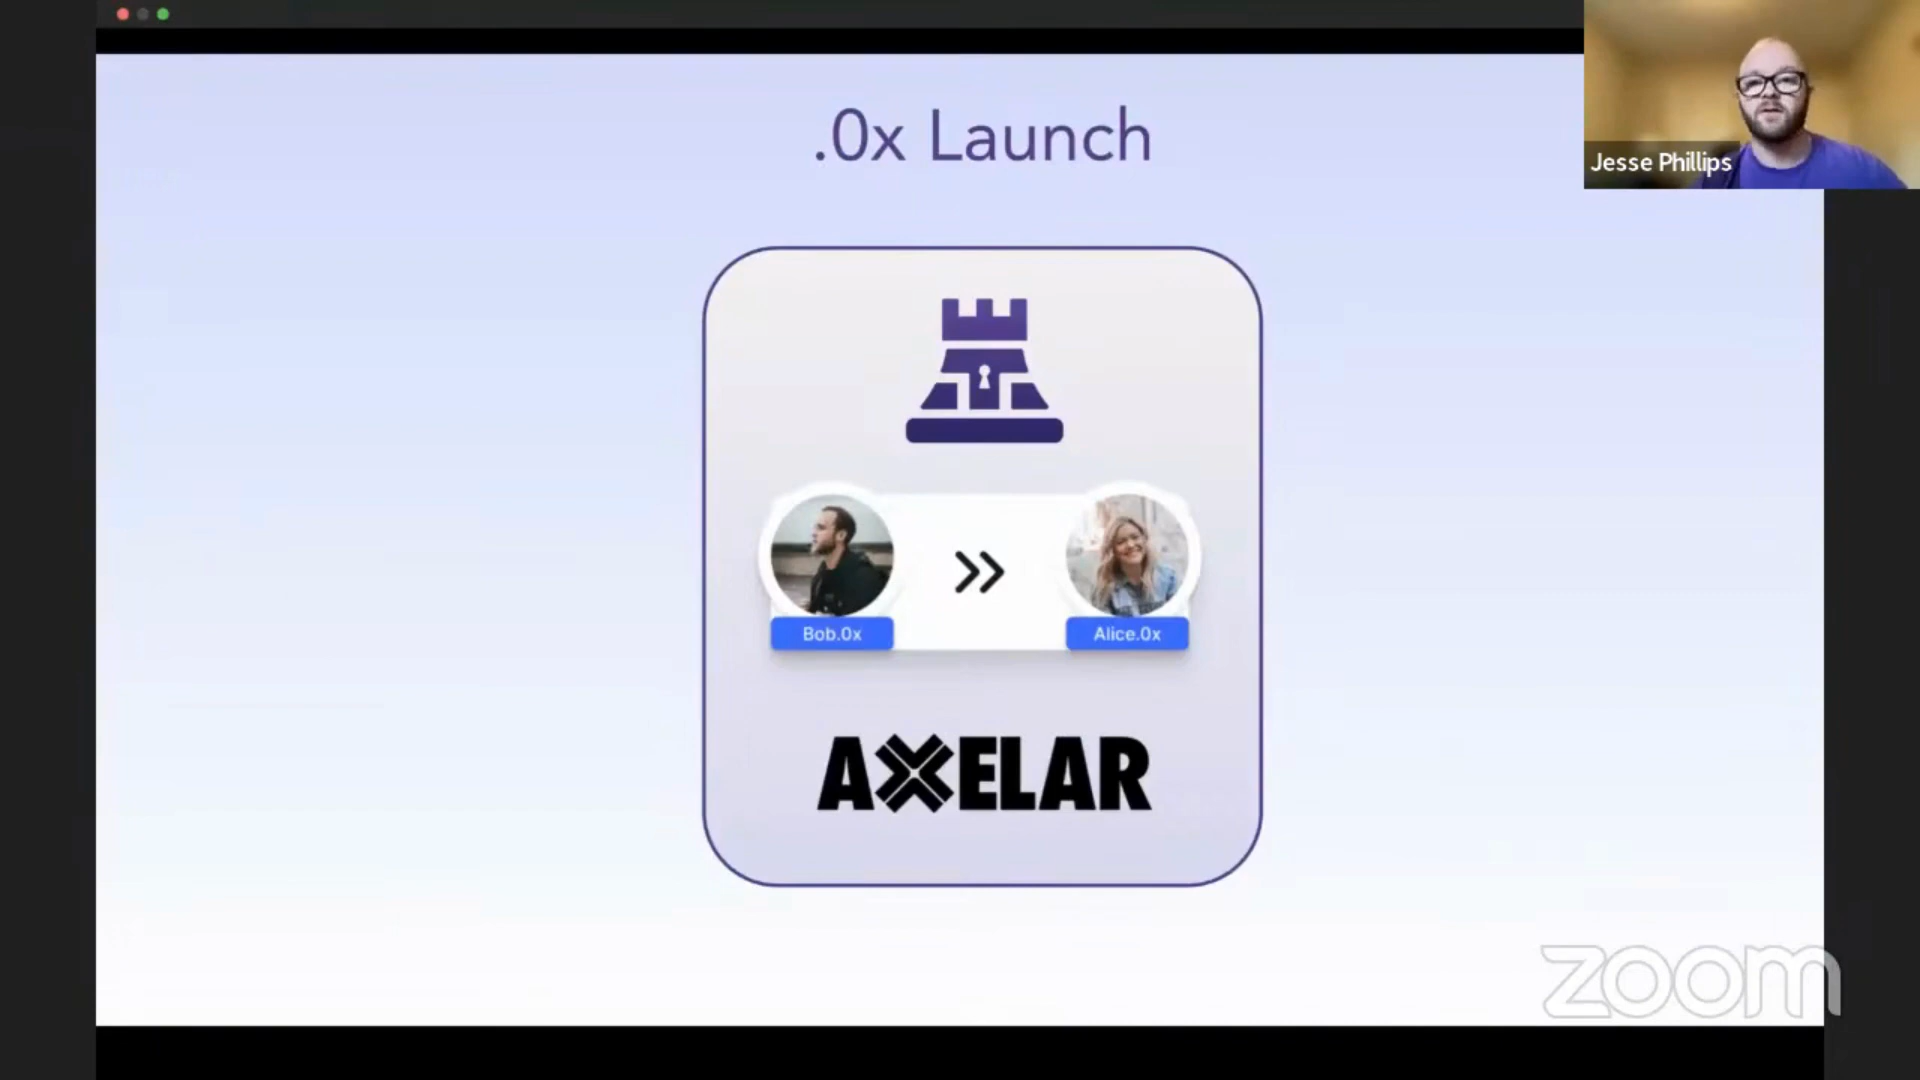 .0x Launch
Jesse Phillips
Bob.0x
Alice.0x
AXELAR
zoom